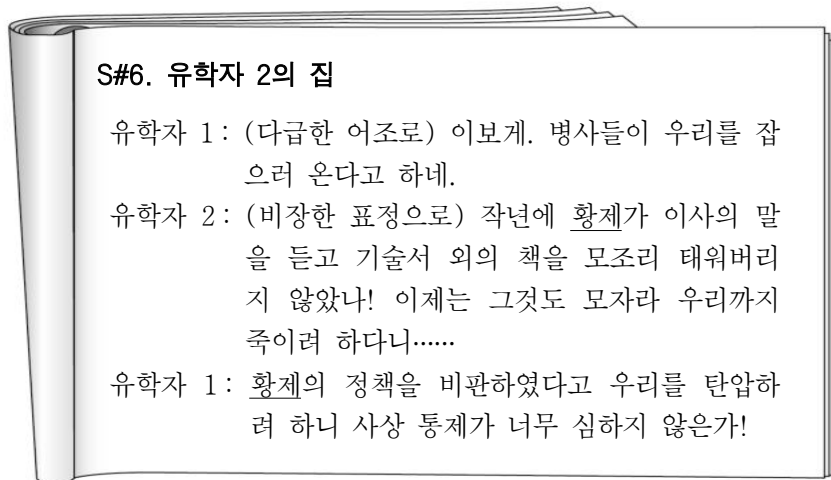 S#6. 유학자 2의 집
유학자 1 : (다급한 어조로) 이보게. 병사들이 우리를 잡
으러 온다고 하네.
유학자 2 : (비장한 표정으로) 작년에 황제가 이사의 말
을 듣고 기술서 외의 책을 모조리 태워버리
지 않았나! 이제는 그것도 모자라 우리까지
죽이려 하다니……
유학자 1 : 황제의 정책을 비판하였다고 우리를 탄압하
려 하니 사상 통제가 너무 심하지 않은가!